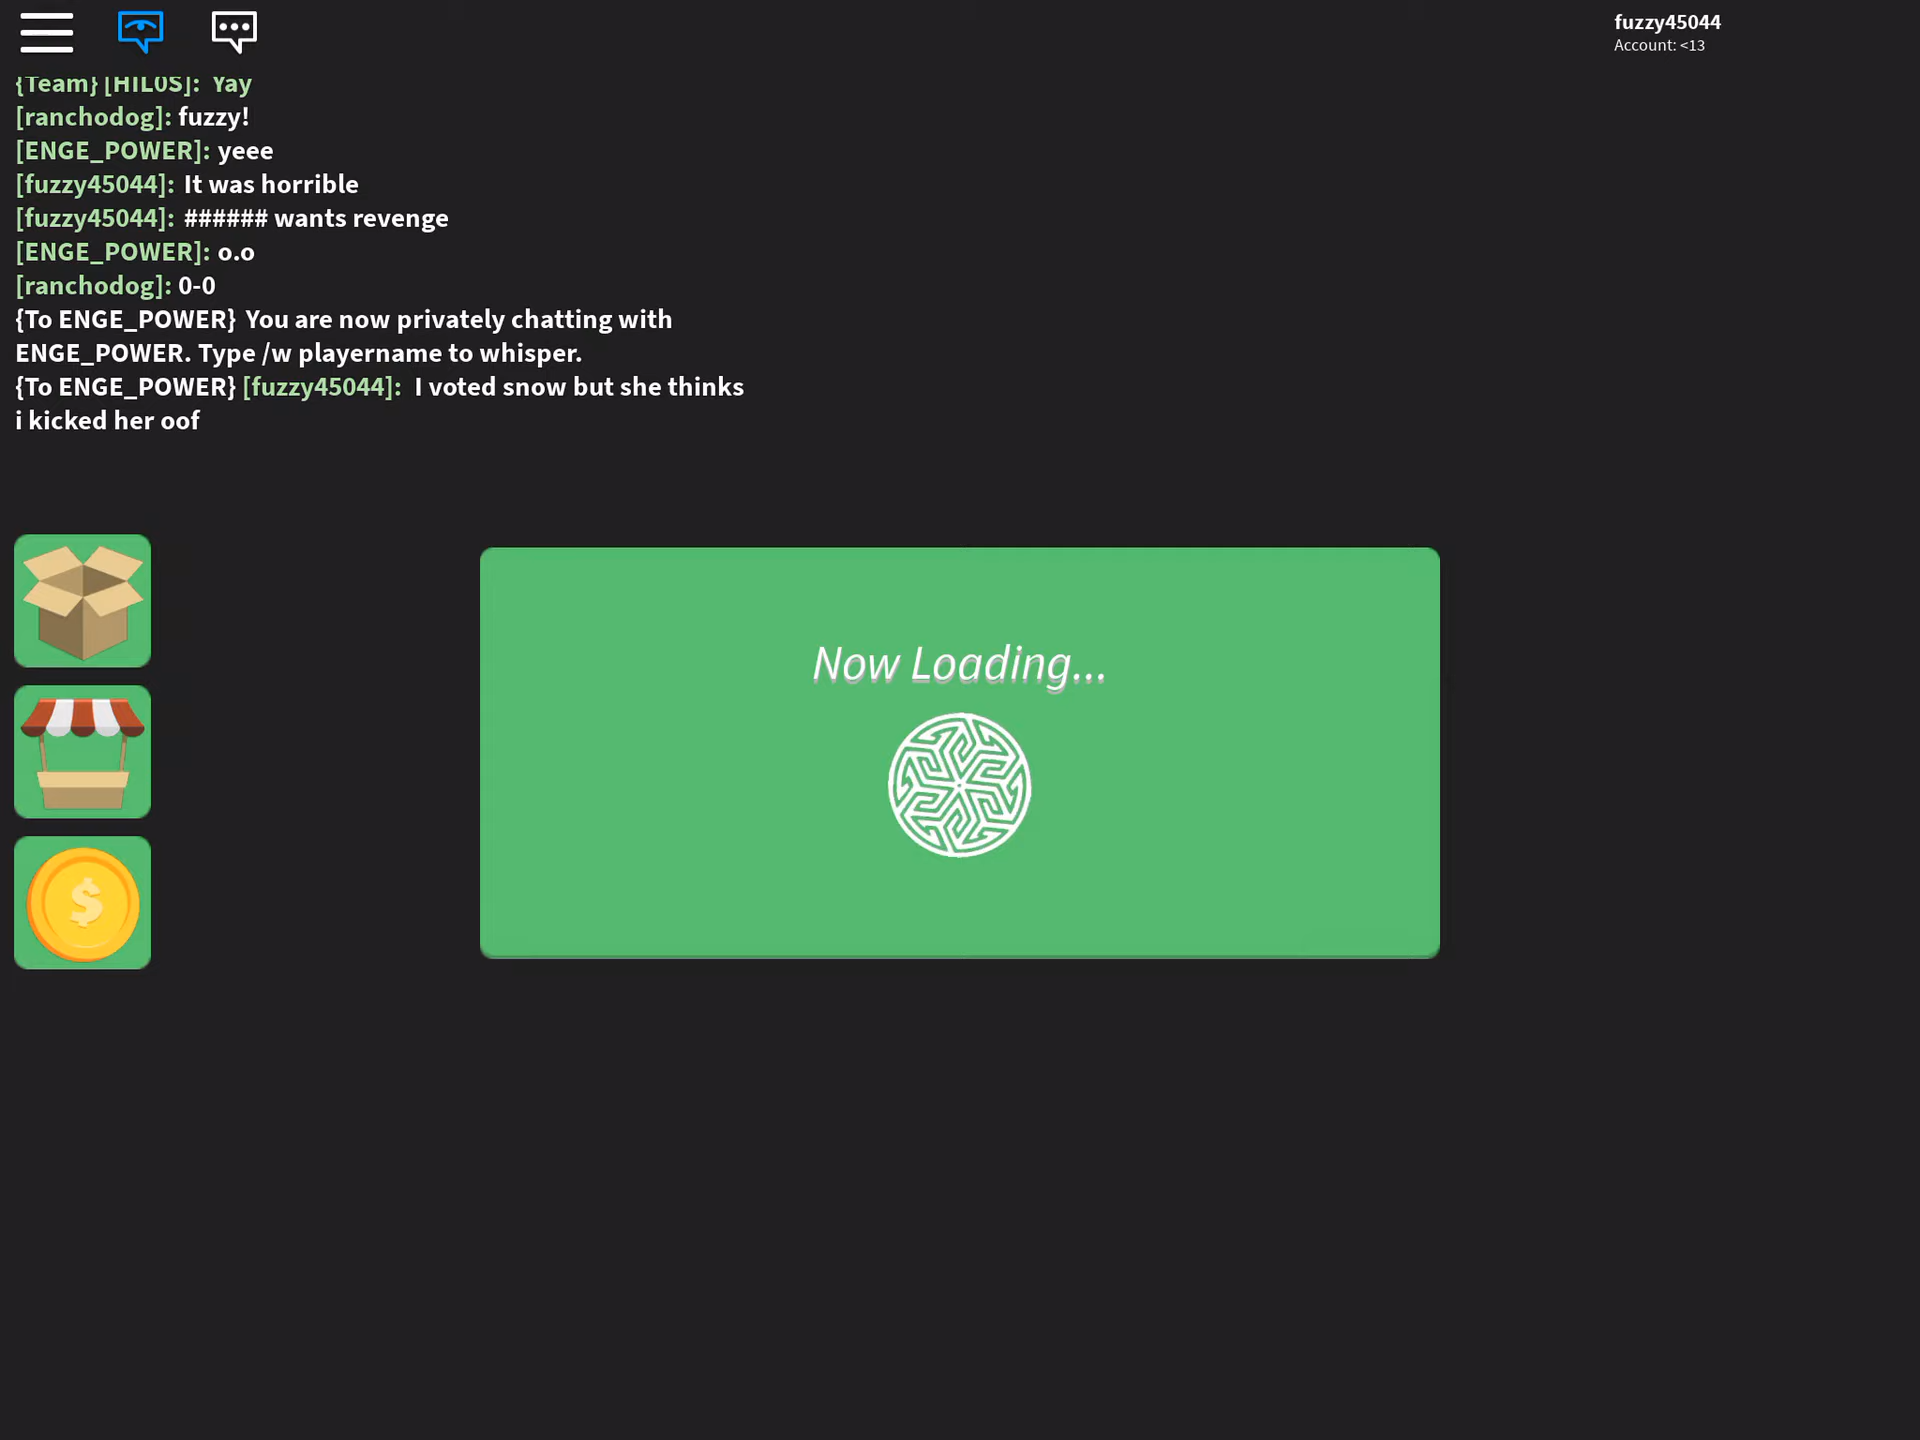 fuzzy45044
Account: <13
{Team} [HIL0S]: Yay
[ranchodog]: fuzzy!
[ENGE_POWER]: yeee
[fuzzy45044]: It was horrible
[fuzzy45044]: ###### wants revenge
[ENGE_POWER]: o.o
[ranchodog]: 0-0
{To ENGE_POWER} You are now privately chatting with
ENGE_POWER. Type /w playername to whisper.
{To ENGE_POWER} [fuzzy45044]: I voted snow but she thinks
i kicked her oof
Now Loading...
$